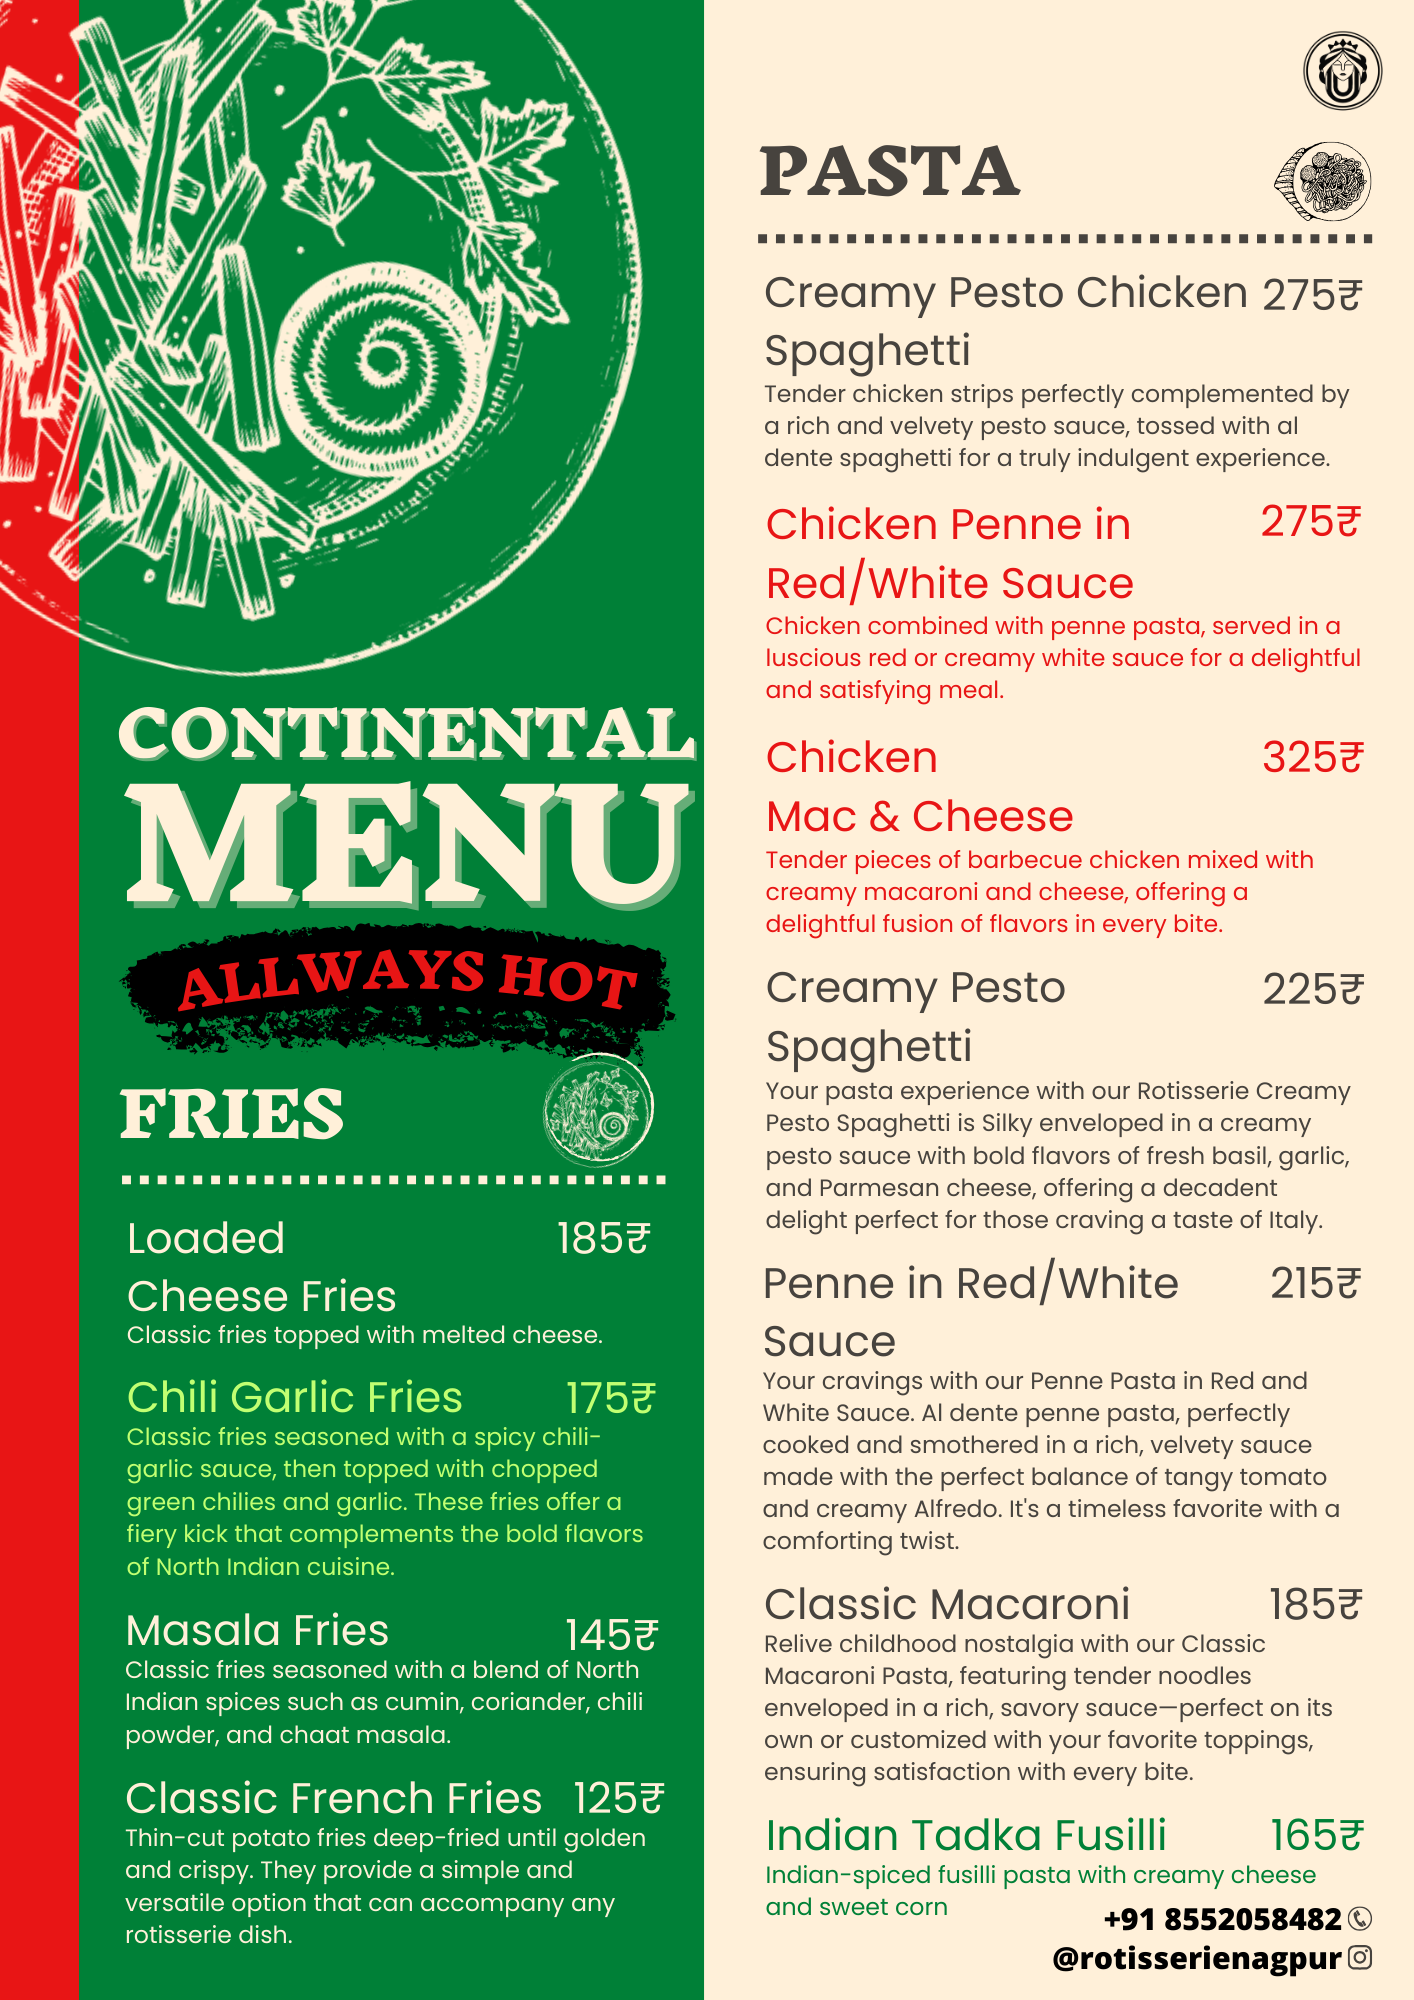 CONTINENTAL
MENU
ALLWAYS HOT
FRIES
Loaded 185₹
Cheese Fries
Classic fries topped with melted cheese.
Chili Garlic Fries 175₹
Classic fries seasoned with a spicy chili-
garlic sauce, then topped with chopped
green chilies and garlic. These fries offer a
fiery kick that complements the bold flavors
of North Indian cuisine.
Masala Fries 145₹
Classic fries seasoned with a blend of North
Indian spices such as cumin, coriander, chili
powder, and chaat masala.
Classic French Fries 125₹
Thin-cut potato fries deep-fried until golden
and crispy. They provide a simple and
versatile option that can accompany any
rotisserie dish.
PASTA
Creamy Pesto Chicken 275₹
Spaghetti
Tender chicken strips perfectly complemented by
a rich and velvety pesto sauce, tossed with al
dente spaghetti for a truly indulgent experience.
Chicken Penne in 275₹
Red/White Sauce
Chicken combined with penne pasta, served in a
luscious red or creamy white sauce for a delightful
and satisfying meal.
Chicken 325₹
Mac & Cheese
Tender pieces of barbecue chicken mixed with
creamy macaroni and cheese, offering a
delightful fusion of flavors in every bite.
Creamy Pesto 225₹
Spaghetti
Your pasta experience with our Rotisserie Creamy
Pesto Spaghetti is Silky enveloped in a creamy
pesto sauce with bold flavors of fresh basil, garlic,
and Parmesan cheese, offering a decadent
delight perfect for those craving a taste of Italy.
Penne in Red/White 215₹
Sauce
Your cravings with our Penne Pasta in Red and
White Sauce. Al dente penne pasta, perfectly
cooked and smothered in a rich, velvety sauce
made with the perfect balance of tangy tomato
and creamy Alfredo. It's a timeless favorite with a
comforting twist.
Classic Macaroni 185₹
Relive childhood nostalgia with our Classic
Macaroni Pasta, featuring tender noodles
enveloped in a rich, savory sauce—perfect on its
own or customized with your favorite toppings,
ensuring satisfaction with every bite.
Indian Tadka Fusilli 165₹
Indian-spiced fusilli pasta with creamy cheese
and sweet corn
+91 8552058482
@rotisserienagpur